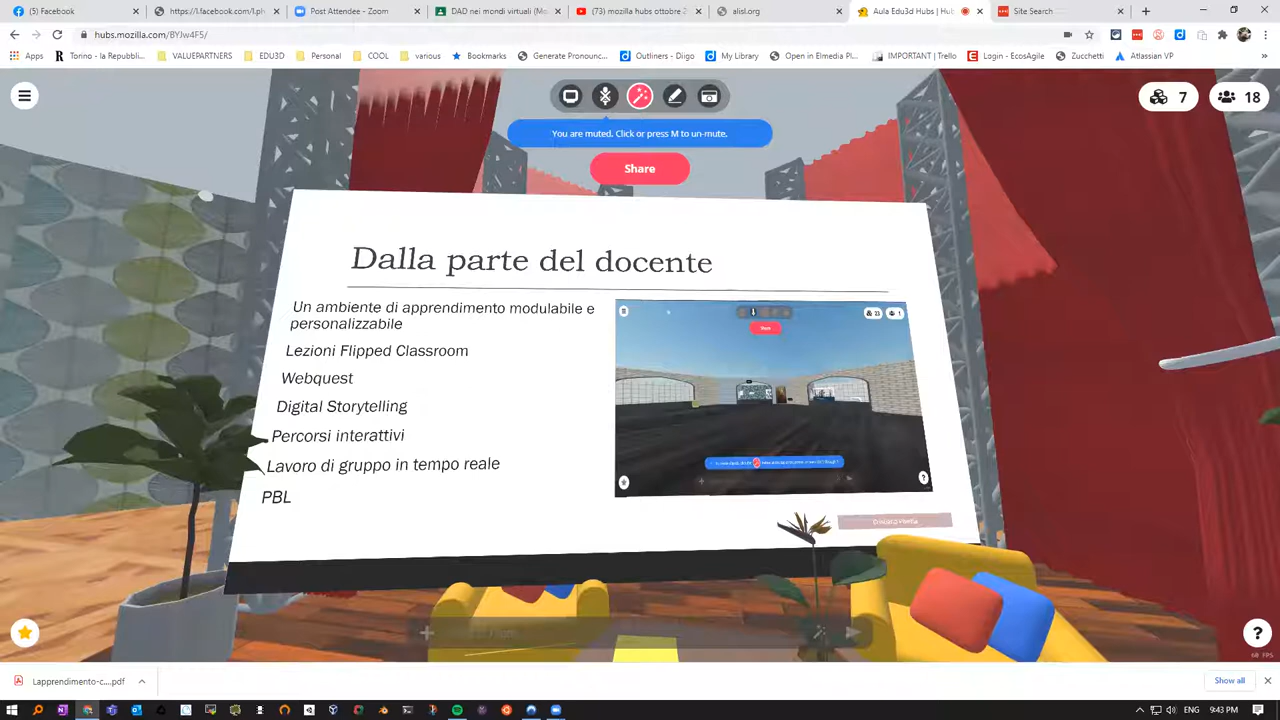 Facebook
https://l.facebook.com/l.ph
Post Attendee - Zoom
DAD nei mondi virtuali (Mo
(73) mozilla hubs ottobre 2
a-iisl.org
Aula Edu3d Hubs | Hub
Site Search
hubs.mozilla.com/BYJw4F5/
Apps
Torino - la Repubbli...
VALUEPARTNERS
EDU3D
Personal
COOL
various
Bookmarks
Generate Pronounc...
Outliners - Diigo
My Library
Open in Elmedia Pl...
IMPORTANT | Trello
Login - EcosAgile
Zucchetti
Atlassian VP
»
7
18
You are muted. Click or press M to un-mute.
Share
Dalla parte del docente
Un ambiente di apprendimento modulabile e
personalizzabile
Lezioni Flipped Classroom
Webquest
Digital Storytelling
Percorsi interattivi
Lavoro di gruppo in tempo reale
PBL
?
Lapprendimento-c....pdf
Show all
ENG
9:43 PM